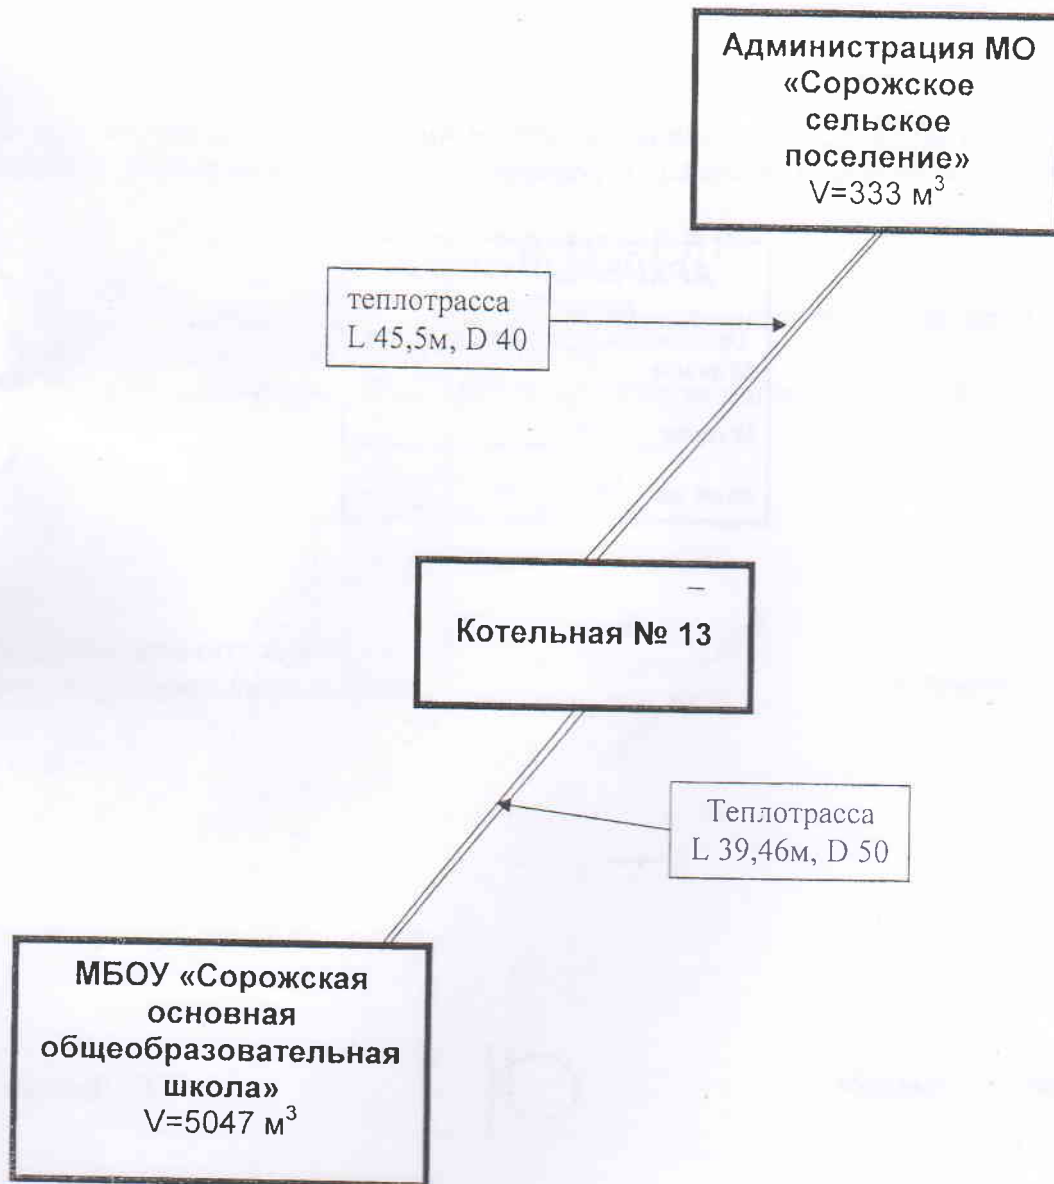 Администрация МО
«Сорожское
сельское
поселение»
V=333 м³
теплотрасса
L 45,5м, D 40
Котельная № 13
Теплотрасса
L 39,46м, D 50
МБОУ «Сорожская
основная
общеобразовательная
школа»
V=5047 м³